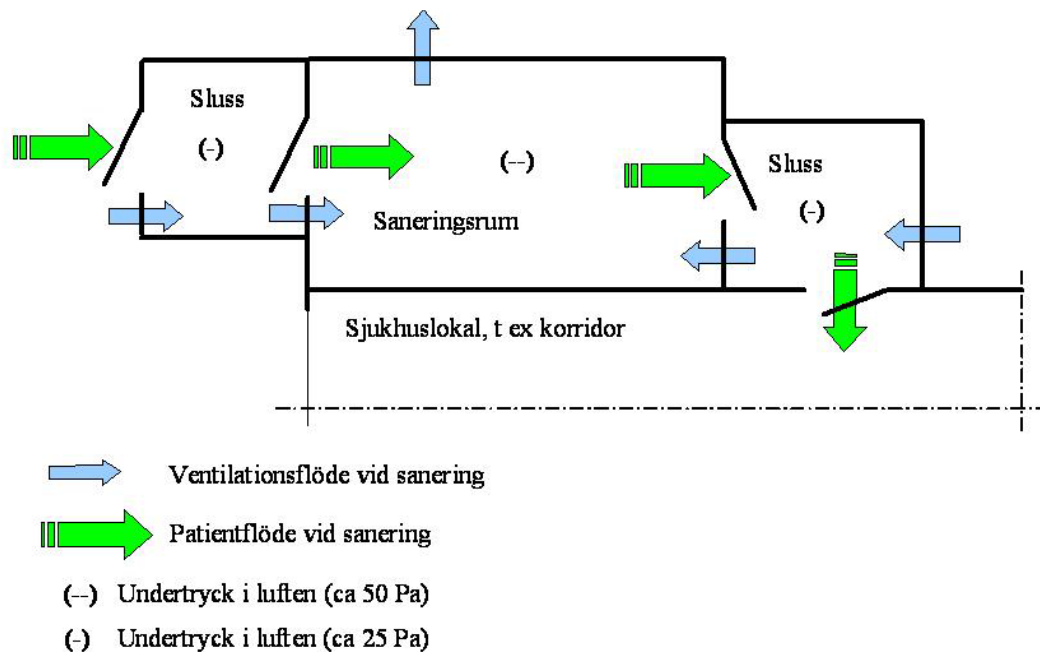 Sluss
(-)
(--)
Sluss
(-)
Saneringsrum
Sjukhuslokal, t ex korridor
Ventilationsflöde vid sanering
Patientflöde vid sanering
(--) Undertryck i luften (ca 50 Pa)
(-) Undertryck i luften (ca 25 Pa)